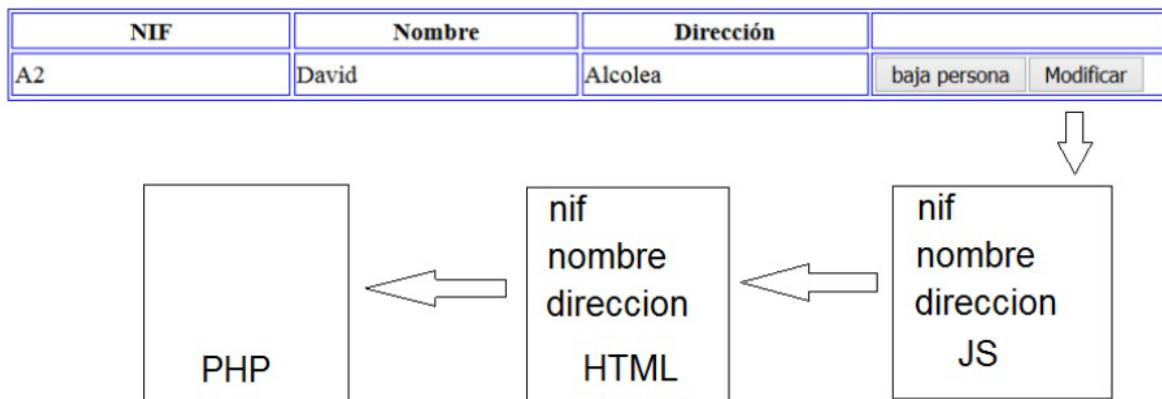 NIF Nombre Dirección
A2 David Alcolea baja persona Modificar
nif
nombre
direccion
HTML
nif
nombre
direccion
JS
PHP